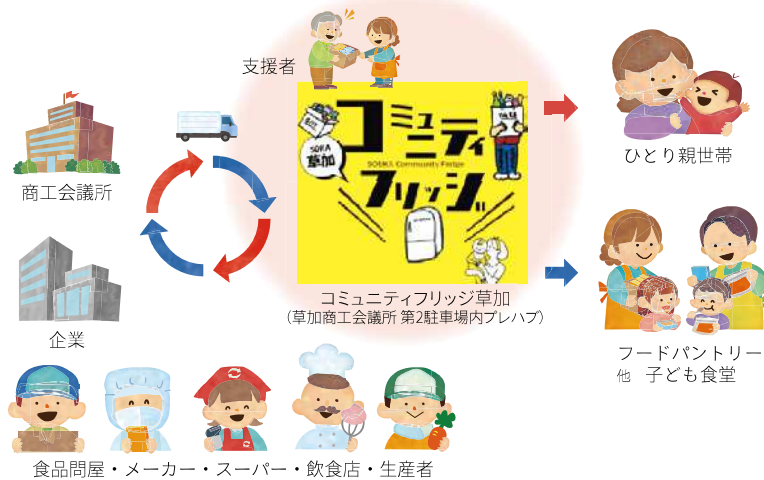 支援者
商工会議所
企業
SOKA
草加
コミュニティ
SOUKA Community Fridge
フリッジ
コミュニティフリッジ草加
(草加商工会議所 第2駐車場内プレハブ)
ひとり親世帯
フードパントリー
他 子ども食堂
食品問屋・メーカー・スーパー・飲食店・生産者